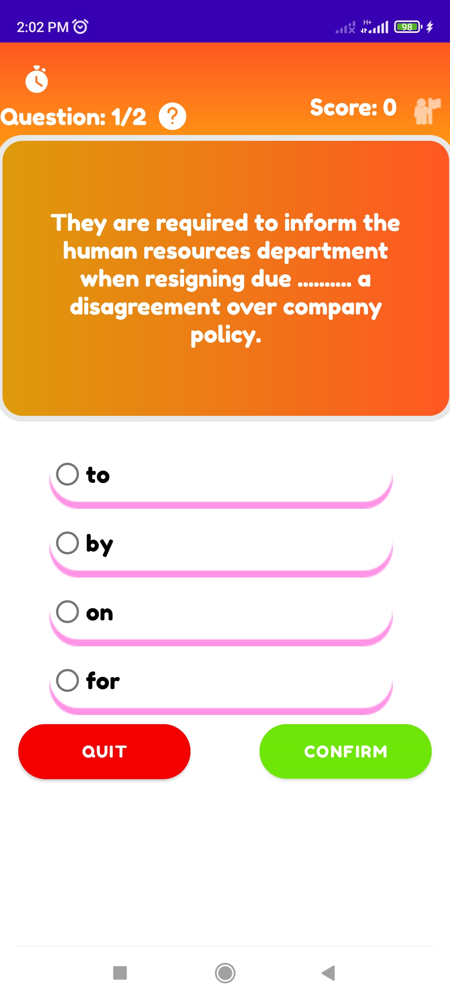 2:02 PM
H+
98
Question: 1/2
?
Score: 0
They are required to inform the
human resources department
when resigning due .......... a
disagreement over company
policy.
to
by
on
for
QUIT
CONFIRM